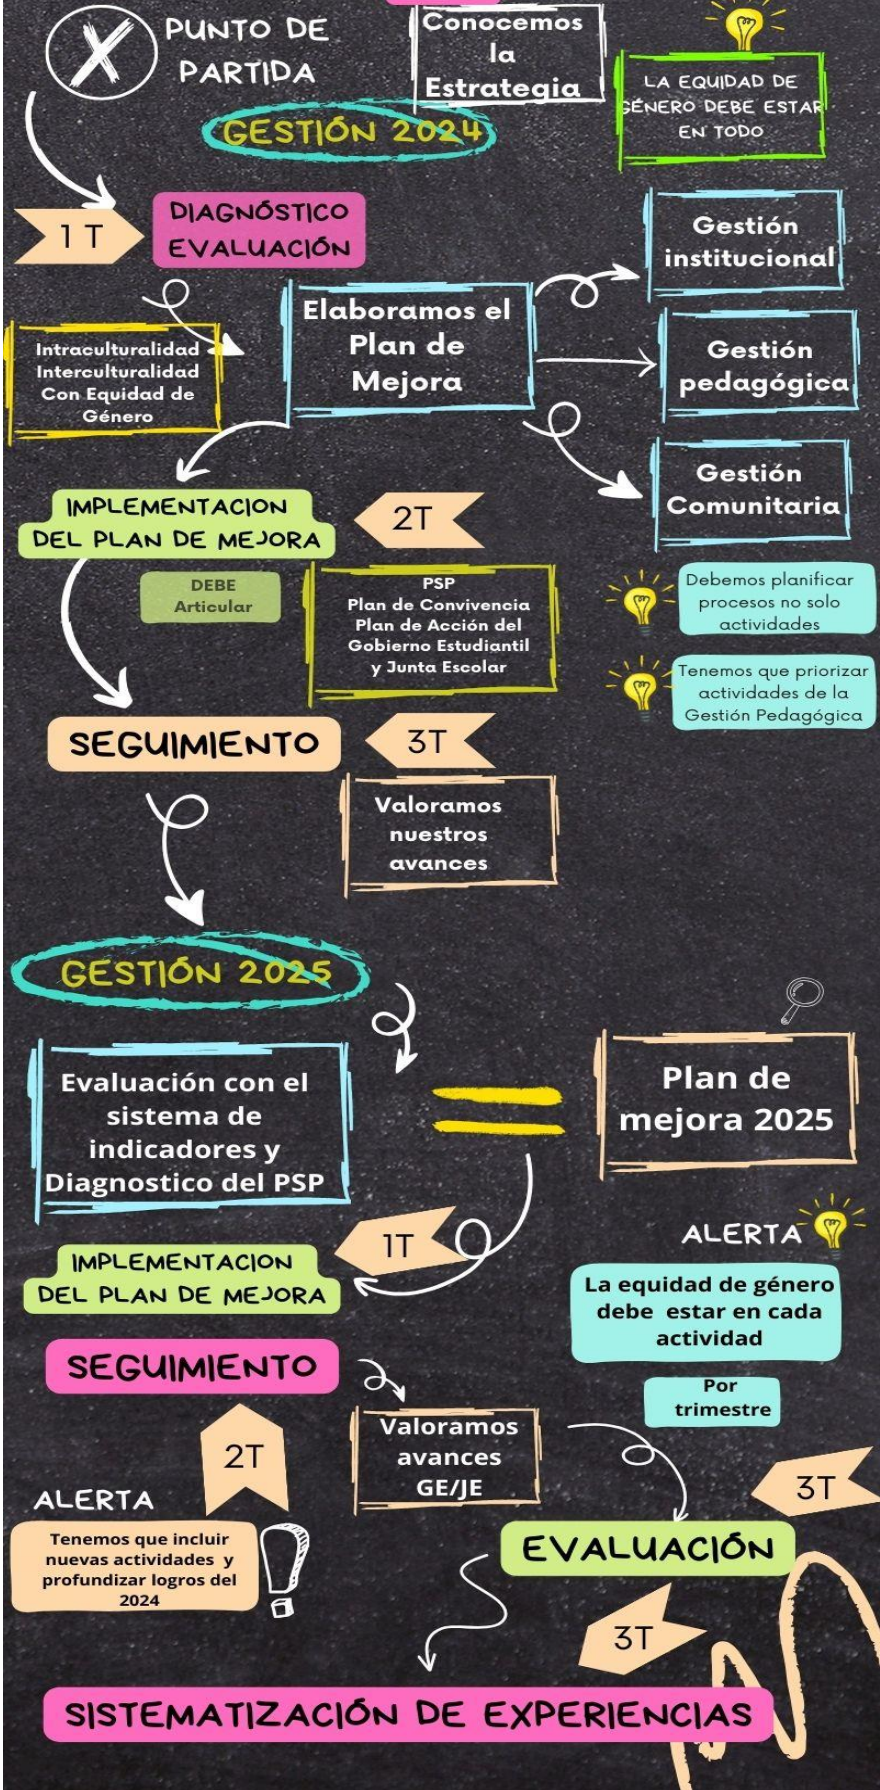 PUNTO DE
PARTIDA
Conocemos
la
Estrategia
LA EQUIDAD DE
GÉNERO DEBE ESTAR
EN TODO
GESTIÓN 2024
1 T
DIAGNÓSTICO
EVALUACIÓN
Gestión
institucional
Elaboramos el
Plan de
Mejora
Intraculturalidad
Interculturalidad
Con Equidad de
Género
Gestión
pedagógica
Gestión
Comunitaria
IMPLEMENTACION
DEL PLAN DE MEJORA
2T
DEBE
Articular
PSP
Plan de Convivencia
Plan de Acción del
Gobierno Estudiantil
y Junta Escolar
Debemos planificar
procesos no solo
actividades
Tenemos que priorizar
actividades de la
Gestión Pedagógica
SEGUIMIENTO
3T
Valoramos
nuestros
avances
GESTIÓN 2025
Evaluación con el
sistema de
indicadores y
Diagnostico del PSP
Plan de
mejora 2025
1T
IMPLEMENTACION
DEL PLAN DE MEJORA
ALERTA
La equidad de género
debe estar en cada
actividad
Por
trimestre
SEGUIMIENTO
2T
Valoramos
avances
GE/JE
3T
ALERTA
Tenemos que incluir
nuevas actividades y
profundizar logros del
2024
EVALUACIÓN
3T
SISTEMATIZACIÓN DE EXPERIENCIAS